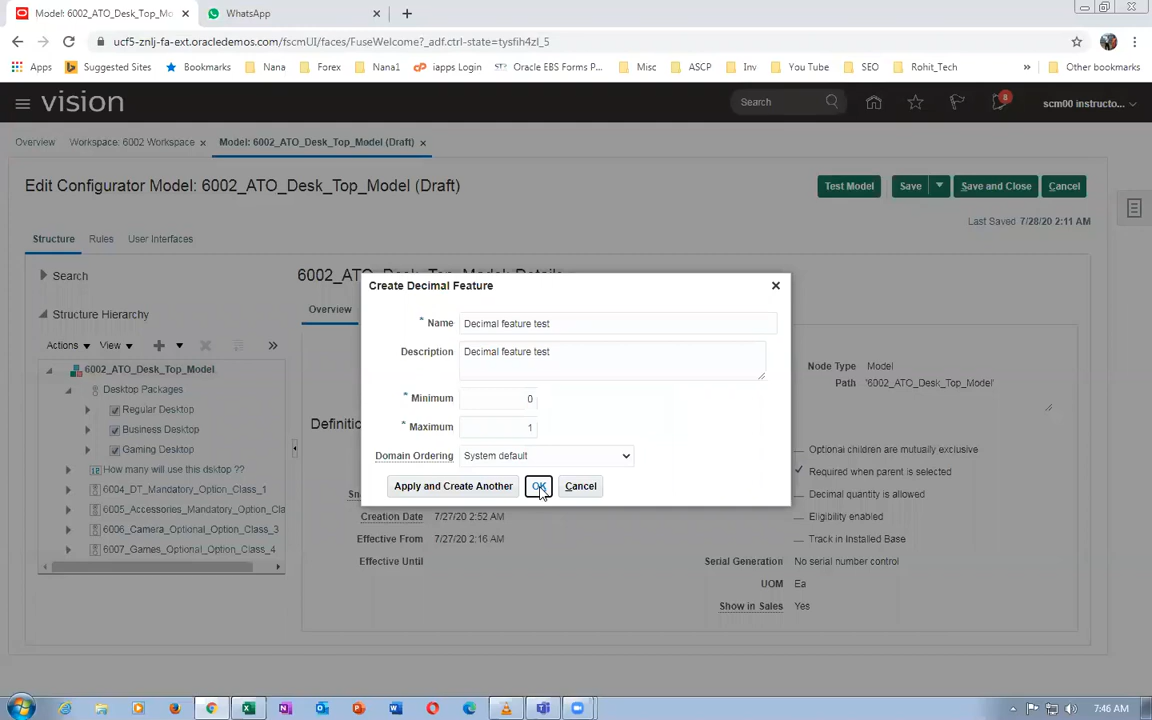 Model: 6002_ATO_Desk_Top_Mo
WhatsApp
ucf5-znlj-fa-ext.oracledemos.com/fscmUI/faces/FuseWelcome?_adf.ctrl-state=tysfih4zl_5
Apps Suggested Sites Bookmarks Nana Forex Nana1 iapps Login Oracle EBS Forms P... Misc ASCP Inv You Tube SEO Rohit_Tech » Other bookmarks
vision
Search
8
scm00 instructo...
Overview Workspace: 6002 Workspace Model: 6002_ATO_Desk_Top_Model (Draft)
Edit Configurator Model: 6002_ATO_Desk_Top_Model (Draft)
Test Model Save Save and Close Cancel
Last Saved 7/28/20 2:11 AM
Structure Rules User Interfaces
Search
Structure Hierarchy
Actions View
6002_ATO_Desk_Top_Model
Desktop Packages
Regular Desktop
Business Desktop
Gaming Desktop
How many will use this dsktop ??
6004_DT_Mandatory_Option_Class_1
6005_Accessories_Mandatory_Option_Cla
6006_Camera_Optional_Option_Class_3
6007_Games_Optional_Option_Class_4
6002_ATO_Desk_Top_Model: Details
Overview
Create Decimal Feature
* Name Decimal feature test
Description Decimal feature test
* Minimum 0
* Maximum 1
Domain Ordering System default
Apply and Create Another OK Cancel
Node Type Model
Path '6002_ATO_Desk_Top_Model'
Definitio
Optional children are mutually exclusive
Required when parent is selected
Decimal quantity is allowed
Eligibility enabled
Track in Installed Base
Sna
Creation Date 7/27/20 2:52 AM
Effective From 7/27/20 2:16 AM
Effective Until
Serial Generation No serial number control
UOM Ea
Show in Sales Yes
7:46 AM